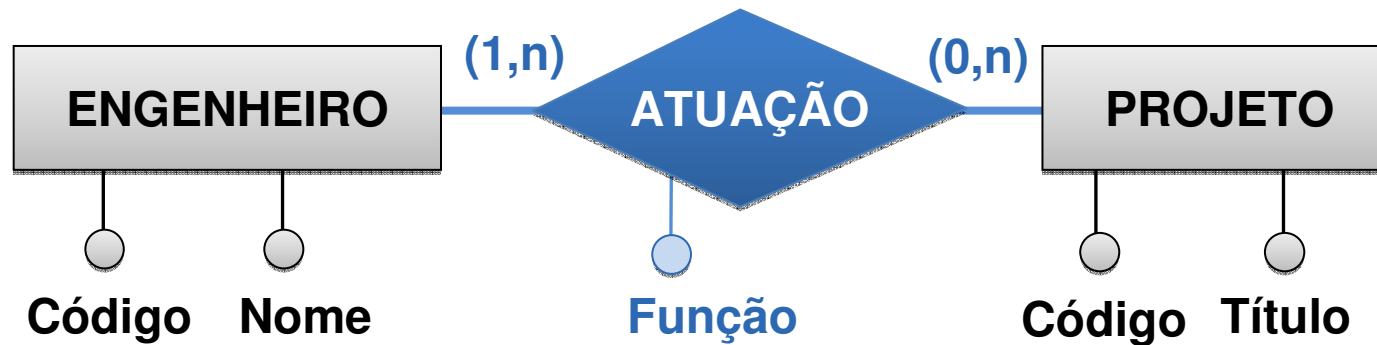 (1,n)
(0,n)
ENGENHEIRO
ATUAÇÃO
PROJETO
Código
Nome
Função
Código
Título